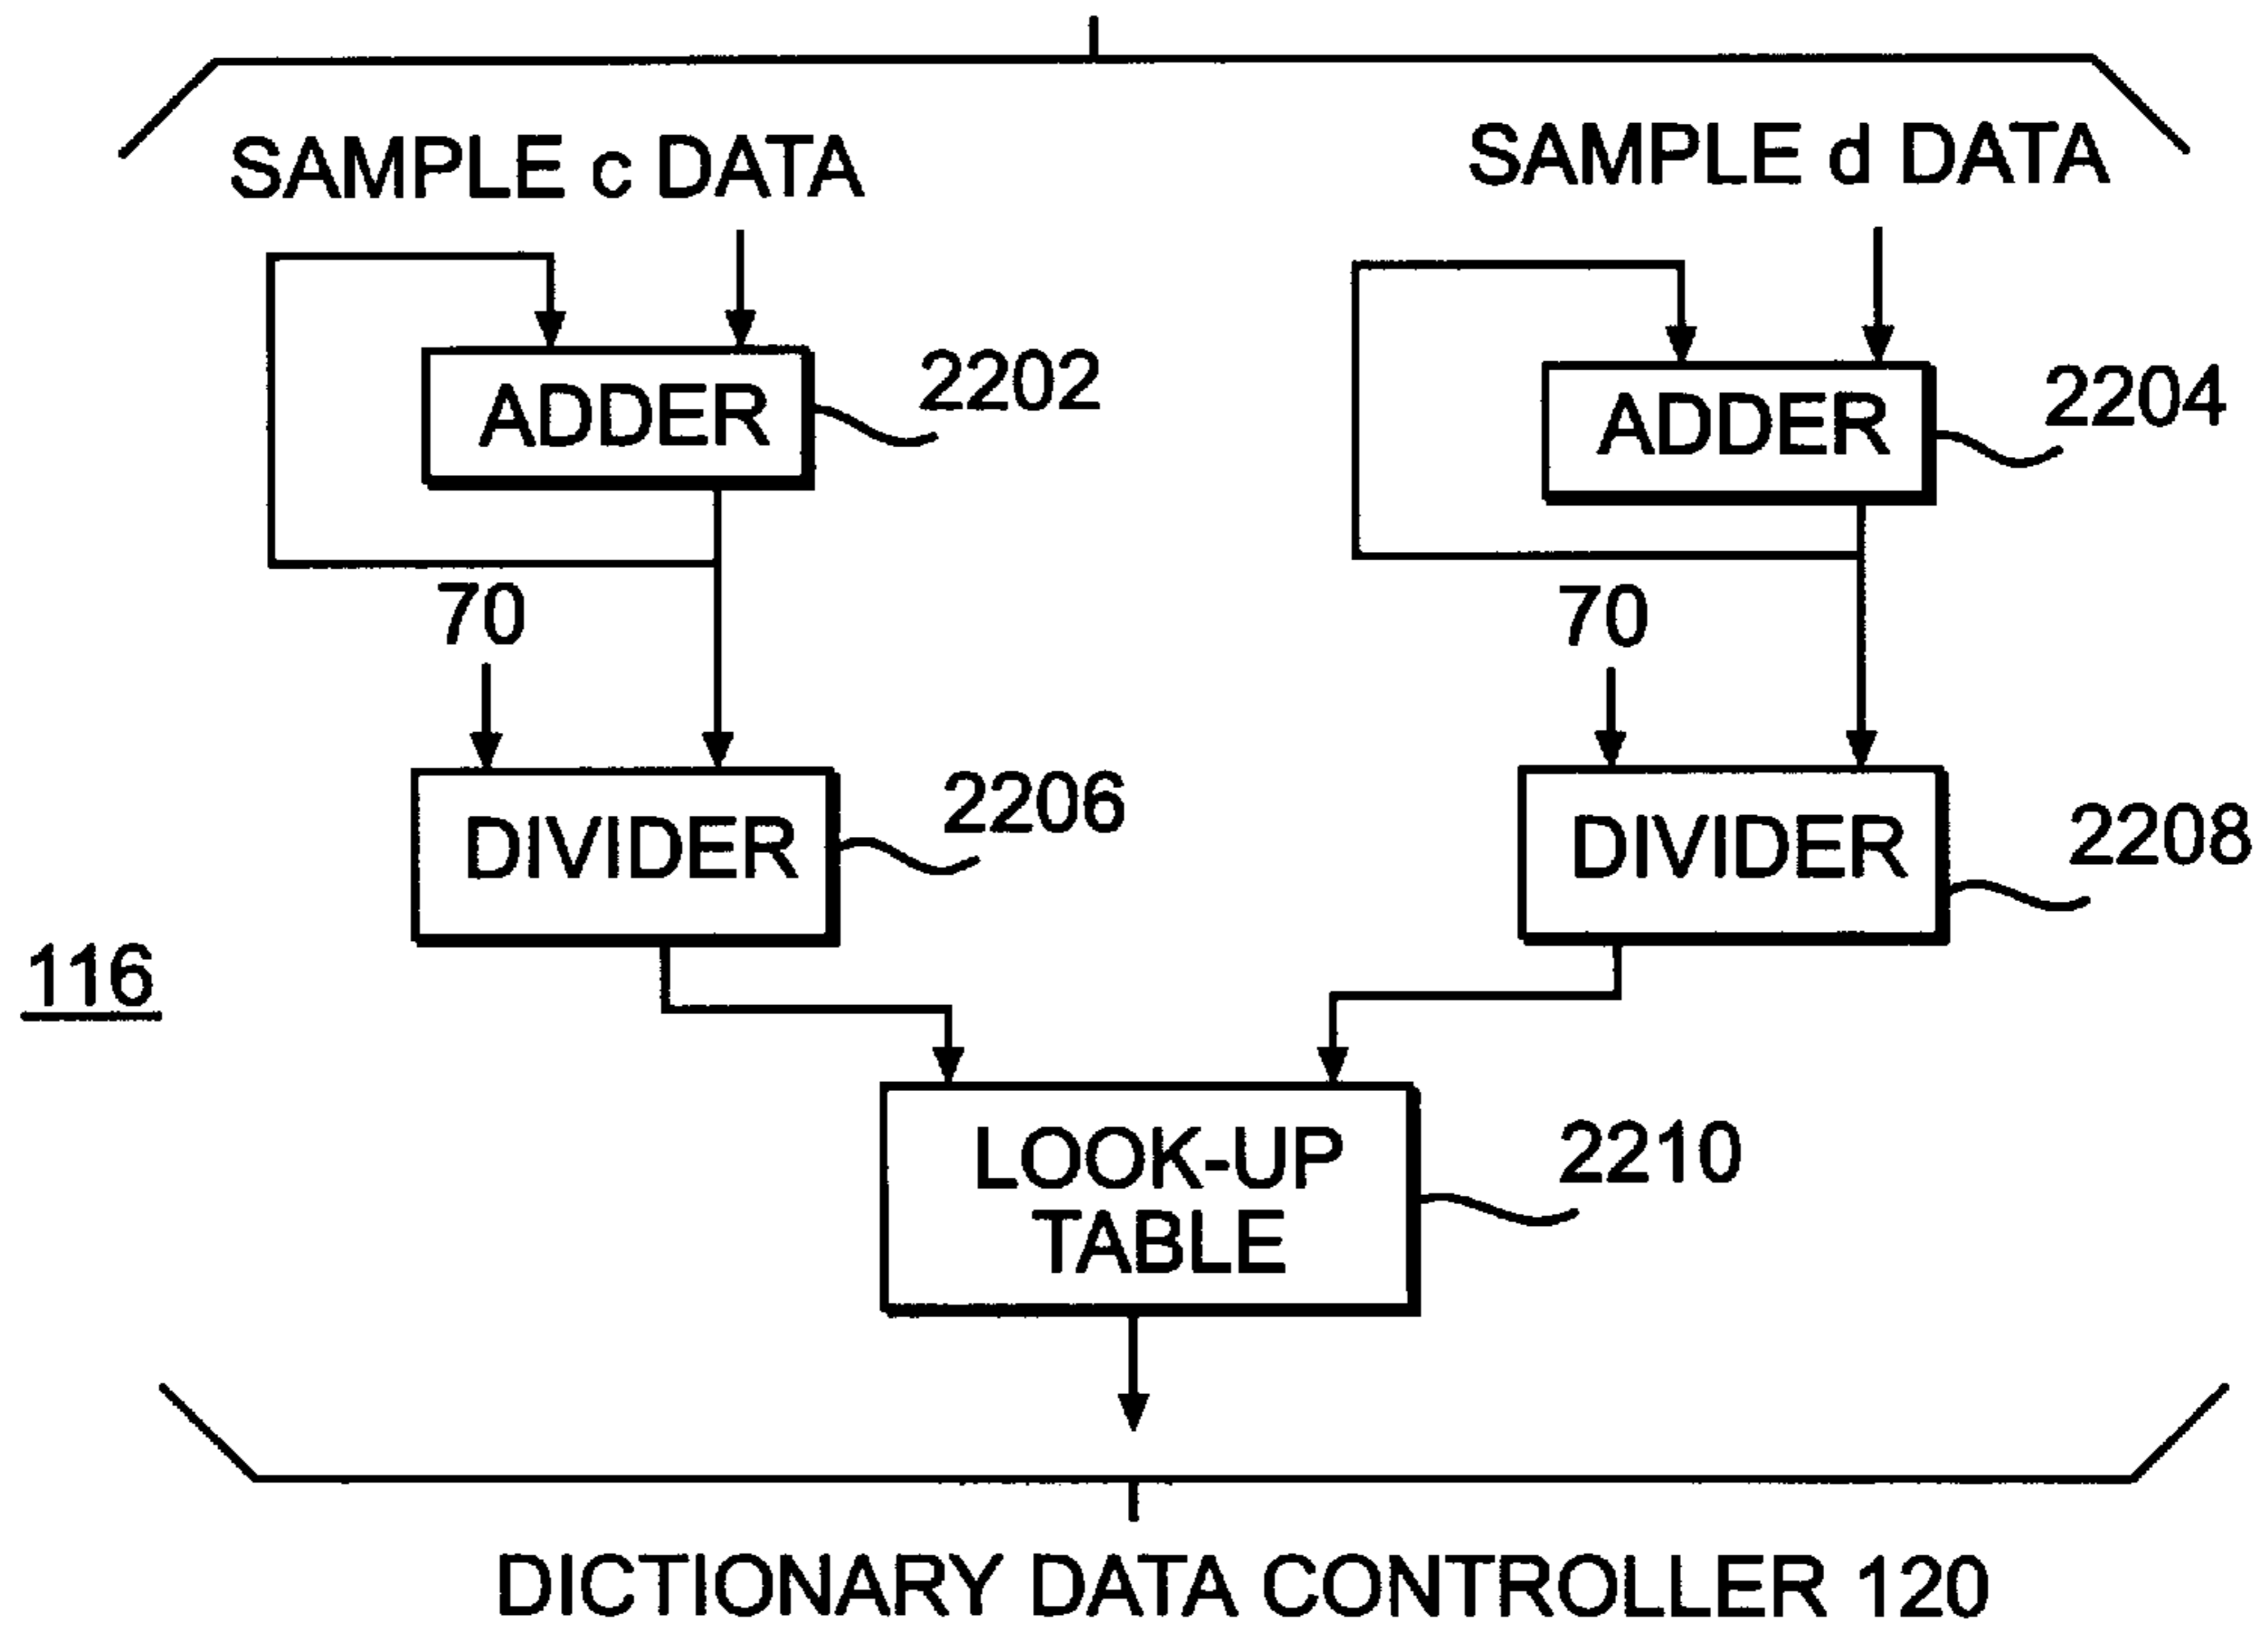 SAMPLE c DATA
SAMPLE d DATA
ADDER
2202
ADDER
2204
70
70
DIVIDER
2206
DIVIDER
2208
116
LOOK-UP
TABLE
2210
DICTIONARY DATA CONTROLLER 120